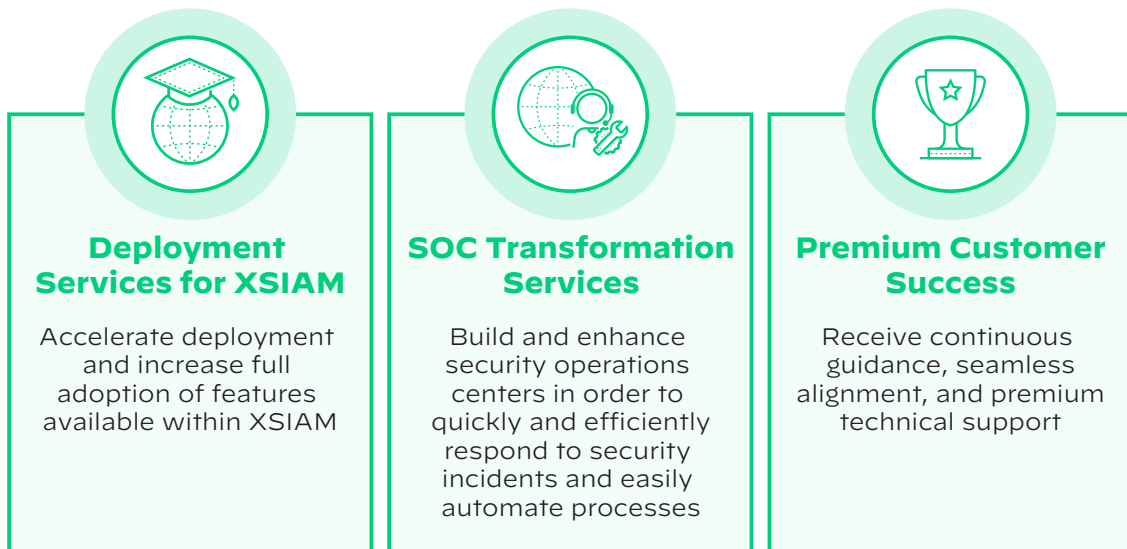 Deployment
Services for XSIAM
Accelerate deployment
and increase full
adoption of features
available within XSIAM
SOC Transformation
Services
Build and enhance
security operations
centers in order to
quickly and efficiently
respond to security
incidents and easily
automate processes
Premium Customer
Success
Receive continuous
guidance, seamless
alignment, and premium
technical support